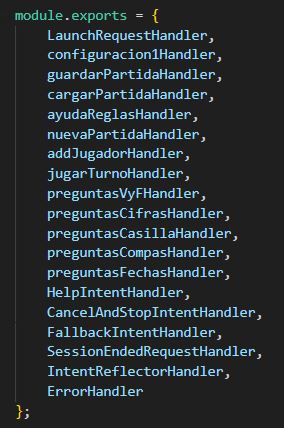 module.exports = {
    LaunchRequestHandler,
    configuracion1Handler,
    guardarPartidaHandler,
    cargarPartidaHandler,
    ayudaReglasHandler,
    nuevaPartidaHandler,
    addJugadorHandler,
    jugarTurnoHandler,
    preguntasVyFHandler,
    preguntasCifrasHandler,
    preguntasCasillaHandler,
    preguntasCompasHandler,
    preguntasFechasHandler,
    HelpIntentHandler,
    CancelAndStopIntentHandler,
    FallbackIntentHandler,
    SessionEndedRequestHandler,
    IntentReflectorHandler,
    ErrorHandler
};